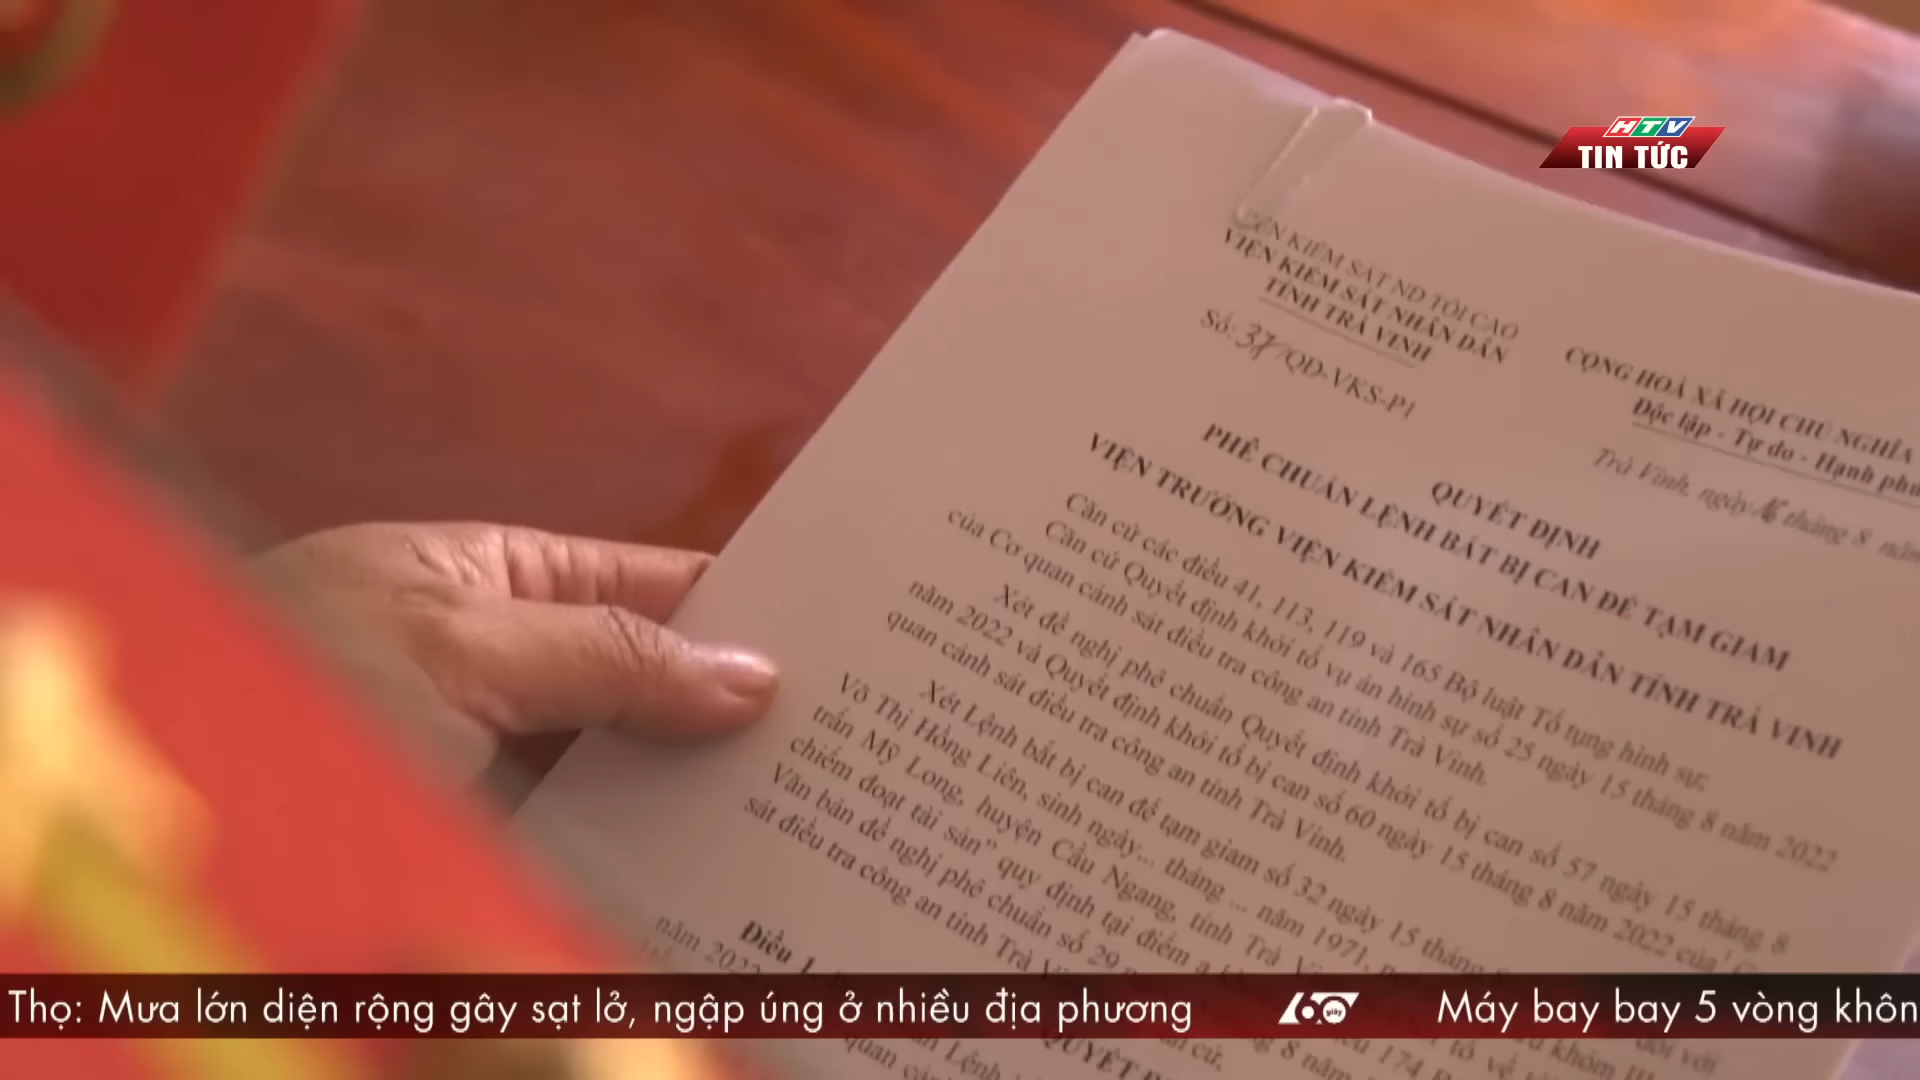 HTV
TIN TỨC
VIỆN KIỂM SÁT ND TỐI CAO
VIỆN KIỂM SÁT NHÂN DÂN
TỈNH TRÀ VINH
Số: /QĐ-VKS-P1
CỘNG HOÀ XÃ HỘI CHỦ NGHĨA
Độc lập - Tự do - Hạnh phú
Trà Vinh, ngày 16 tháng 8 năm
QUYẾT ĐỊNH
PHÊ CHUẨN LỆNH BẮT BỊ CAN ĐỂ TẠM GIAM
VIỆN TRƯỞNG VIỆN KIỂM SÁT NHÂN DÂN TỈNH TRÀ VINH
Căn cứ các điều 41, 113, 119 và 165 Bộ luật Tố tụng hình sự;
Căn cứ Quyết định khởi tố vụ án hình sự số 25 ngày 15 tháng 8 năm 2022
của Cơ quan cảnh sát điều tra công an tỉnh Trà Vinh.
Xét đề nghị phê chuẩn Quyết định khởi tố bị can số 57 ngày 15 tháng 8
năm 2022 và Quyết định khởi tố bị can số 60 ngày 15 tháng 8 năm 2022 của
quan cảnh sát điều tra công an tỉnh Trà Vinh.
Xét Lệnh bắt bị can để tạm giam số 32 ngày 15 tháng
Võ Thị Hồng Liên, sinh ngày... tháng ... năm 1971,
trấn Mỹ Long, huyện Cầu Ngang, tỉnh Trà
chiếm đoạt tài sản" quy định tại điểm a
Văn bản đề nghị phê chuẩn số 29
sát điều tra công an tỉnh Trà
Điều 1.
năm 2022
Thọ: Mưa lớn diện rộng gây sạt lở, ngập úng ở nhiều địa phương
60 giây
Máy bay bay 5 vòng khôn